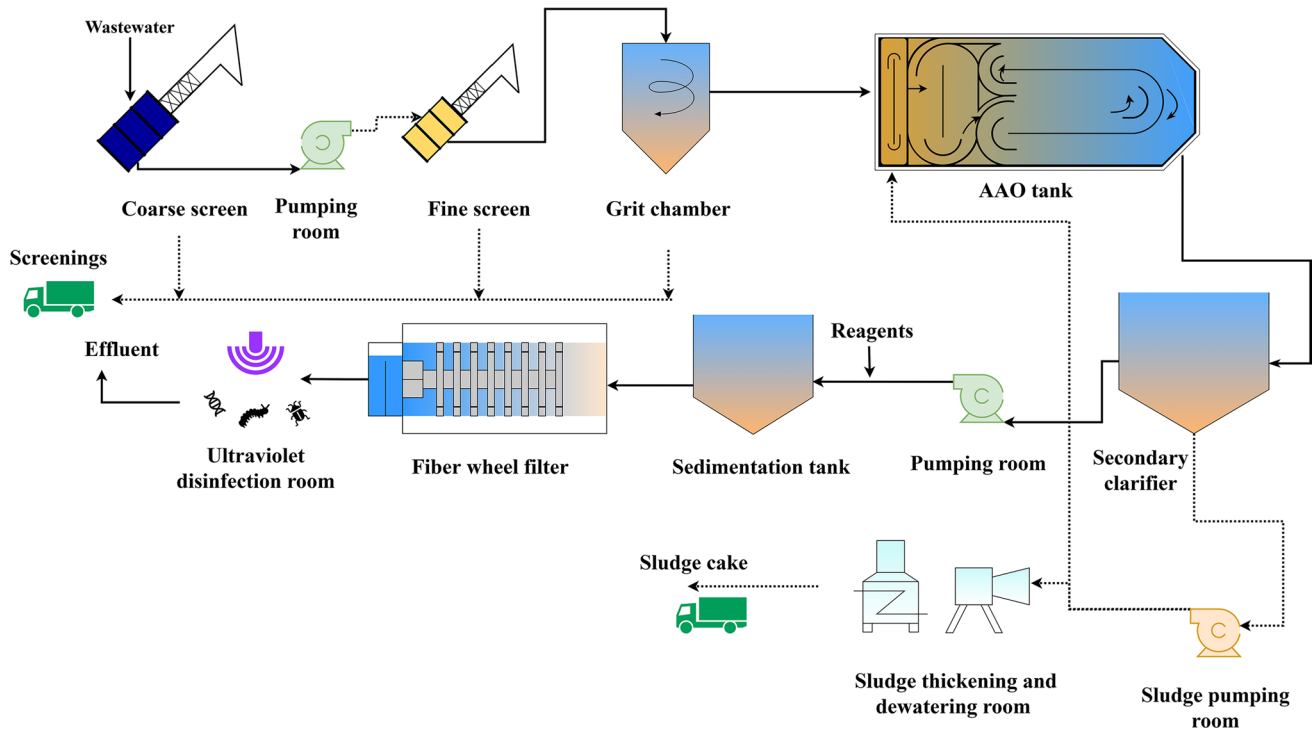 Wastewater
Coarse screen
Pumping
room
Fine screen
Grit chamber
AAO tank
Screenings
Effluent
Ultraviolet
disinfection room
Fiber wheel filter
Sedimentation tank
Reagents
Pumping room
Secondary
clarifier
Sludge cake
Sludge thickening and
dewatering room
Sludge pumping
room